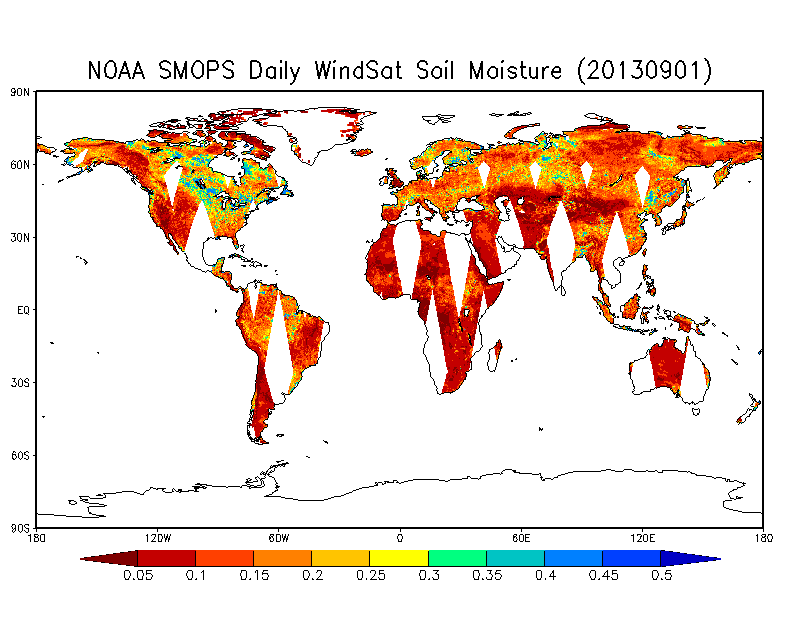 NOAA SMOPS Daily WindSat Soil Moisture (20130901)
90N
60N
30N
EQ
30S
60S
90S
180 120W 60W 0 60E 120E 180
0.05 0.1 0.15 0.2 0.25 0.3 0.35 0.4 0.45 0.5